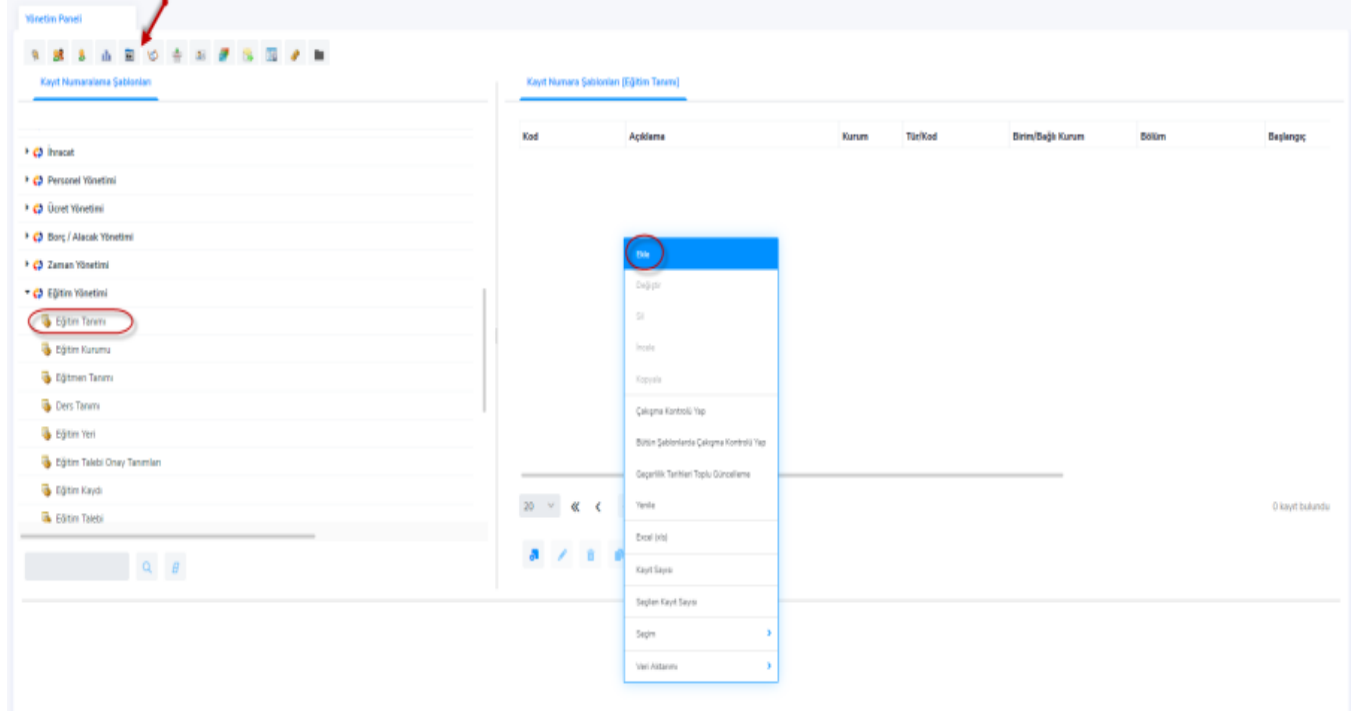 Yönetim Paneli
Kayıt Numaralama Şablonları
İhracat
Personel Yönetimi
Ücret Yönetimi
Borç / Alacak Yönetimi
Zaman Yönetimi
Eğitim Yönetimi
Eğitim Tanımı
Eğitim Kurumu
Eğitmen Tanımı
Ders Tanımı
Eğitim Yeri
Eğitim Talebi Onay Tanımları
Eğitim Kaydı
Eğitim Talebi
Kayıt Numara Şablonları [Eğitim Tanımı]
Kod Açıklama Kurum Tür/Kod Birim/Bağlı Kurum Bölüm Başlangıç
Ekle
Değiştir
Sil
İncele
Kopyala
Çakışma Kontrolü Yap
Bütün Şablonlarda Çakışma Kontrolü Yap
Geçerlilik Tarihleri Toplu Güncelleme
Yenile
Excel (xls)
Kayıt Sayısı
Seçilen Kayıt Sayısı
Seçim
Veri Aktarımı
20
0 kayıt bulundu